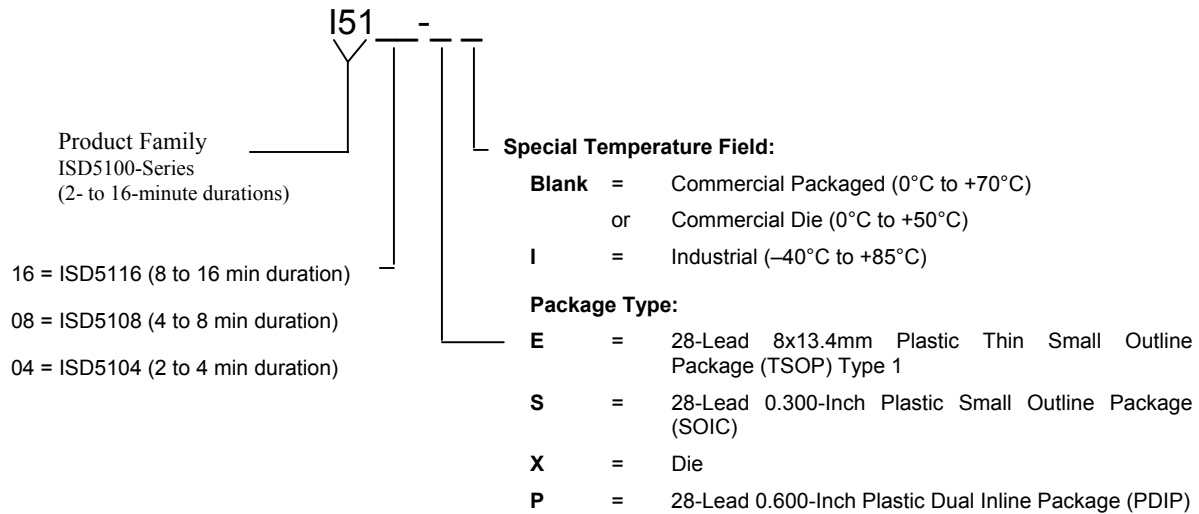 I51__-_ _
Product Family
ISD5100-Series
(2- to 16-minute durations)
16 = ISD5116 (8 to 16 min duration)
08 = ISD5108 (4 to 8 min duration)
04 = ISD5104 (2 to 4 min duration)
Special Temperature Field:
Blank = Commercial Packaged (0°C to +70°C)
or Commercial Die (0°C to +50°C)
I = Industrial (–40°C to +85°C)
Package Type:
E = 28-Lead 8x13.4mm Plastic Thin Small Outline
Package (TSOP) Type 1
S = 28-Lead 0.300-Inch Plastic Small Outline Package
(SOIC)
X = Die
P = 28-Lead 0.600-Inch Plastic Dual Inline Package (PDIP)